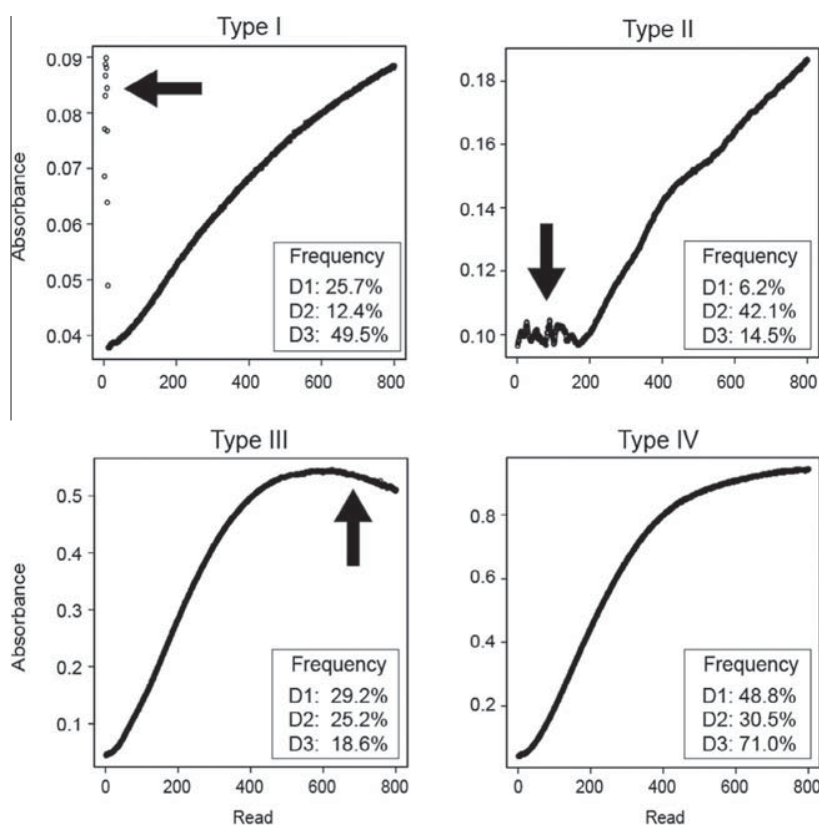 Type I
Absorbance
0.09
0.08
0.07
0.06
0.05
0.04
Frequency
D1: 25.7%
D2: 12.4%
D3: 49.5%
0 200 400 600 800
Type II
0.18
0.16
0.14
0.12
0.10
Frequency
D1: 6.2%
D2: 42.1%
D3: 14.5%
0 200 400 600 800
Type III
Absorbance
0.5
0.4
0.3
0.2
0.1
Frequency
D1: 29.2%
D2: 25.2%
D3: 18.6%
0 200 400 600 800
Read
Type IV
0.8
0.6
0.4
0.2
Frequency
D1: 48.8%
D2: 30.5%
D3: 71.0%
0 200 400 600 800
Read